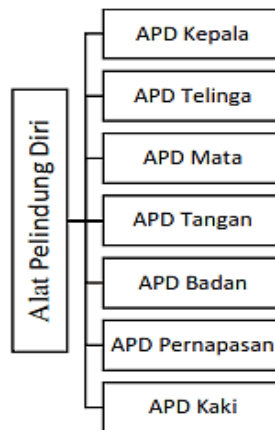 Alat Pelindung Diri
APD Kepala
APD Telinga
APD Mata
APD Tangan
APD Badan
APD Pernapasan
APD Kaki